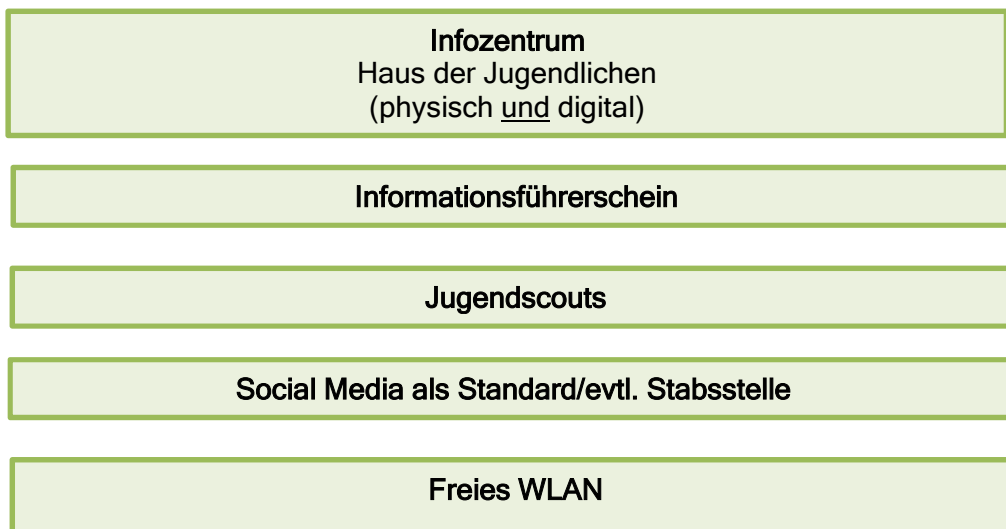 Infozentrum
Haus der Jugendlichen
(physisch und digital)
Informationsführerschein
Jugendscouts
Social Media als Standard/evtl. Stabsstelle
Freies WLAN